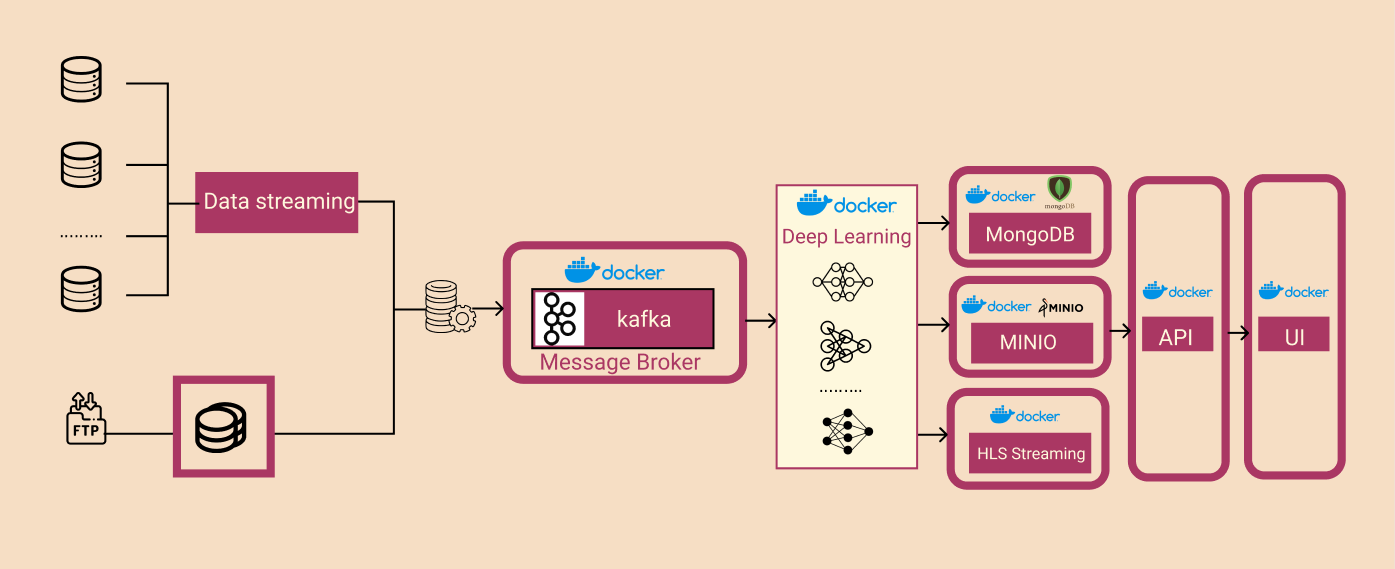 Data streaming
FTP
docker
kafka
Message Broker
docker
Deep Learning
.........
.........
docker
mongoDB
MongoDB
docker
MINIO
MINIO
docker
HLS Streaming
docker
API
docker
UI